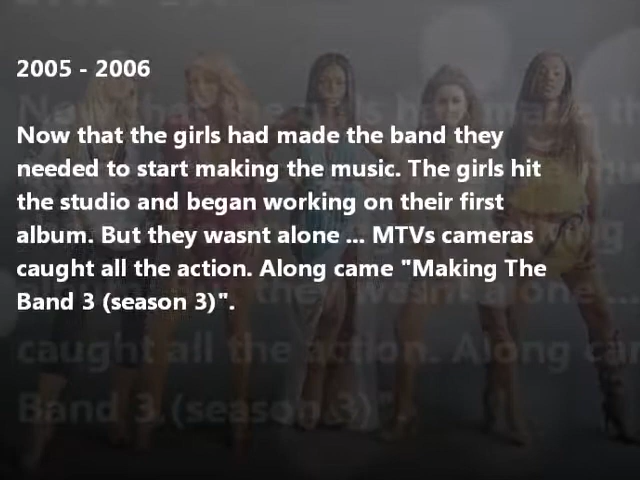 2005 - 2006
Now that the girls had made the band they
needed to start making the music. The girls hit
the studio and began working on their first
album. But they wasnt alone ... MTVs cameras
caught all the action. Along came "Making The
Band 3 (season 3)".